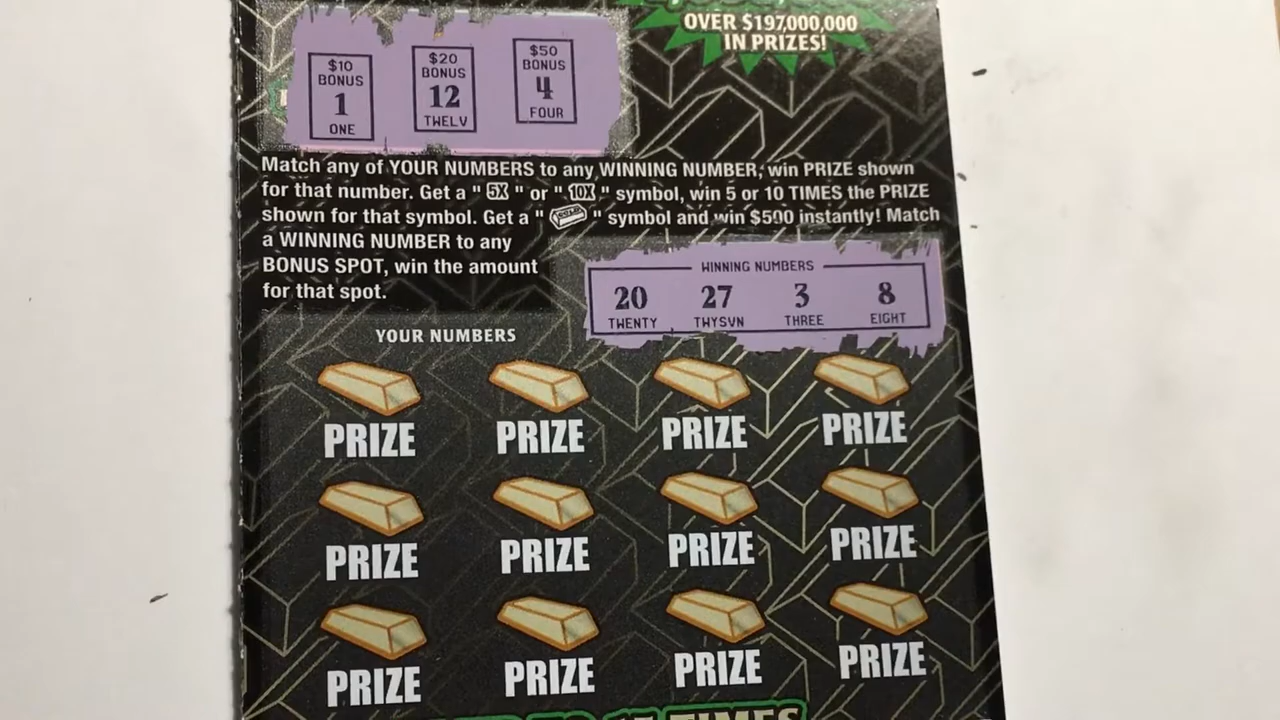 OVER $197,000,000
IN PRIZES!
$10 BONUS 1 ONE
$20 BONUS 12 TWELV
$50 BONUS 4 FOUR
Match any of YOUR NUMBERS to any WINNING NUMBER, win PRIZE shown
for that number. Get a " 5X " or " 10X " symbol, win 5 or 10 TIMES the PRIZE
shown for that symbol. Get a " GOLD " symbol and win $500 instantly! Match
a WINNING NUMBER to any
BONUS SPOT, win the amount
for that spot.
WINNING NUMBERS
20 27 3 8
TWENTY TWYSVN THREE EIGHT
YOUR NUMBERS
PRIZE PRIZE PRIZE PRIZE
PRIZE PRIZE PRIZE PRIZE
PRIZE PRIZE PRIZE PRIZE
TIMES